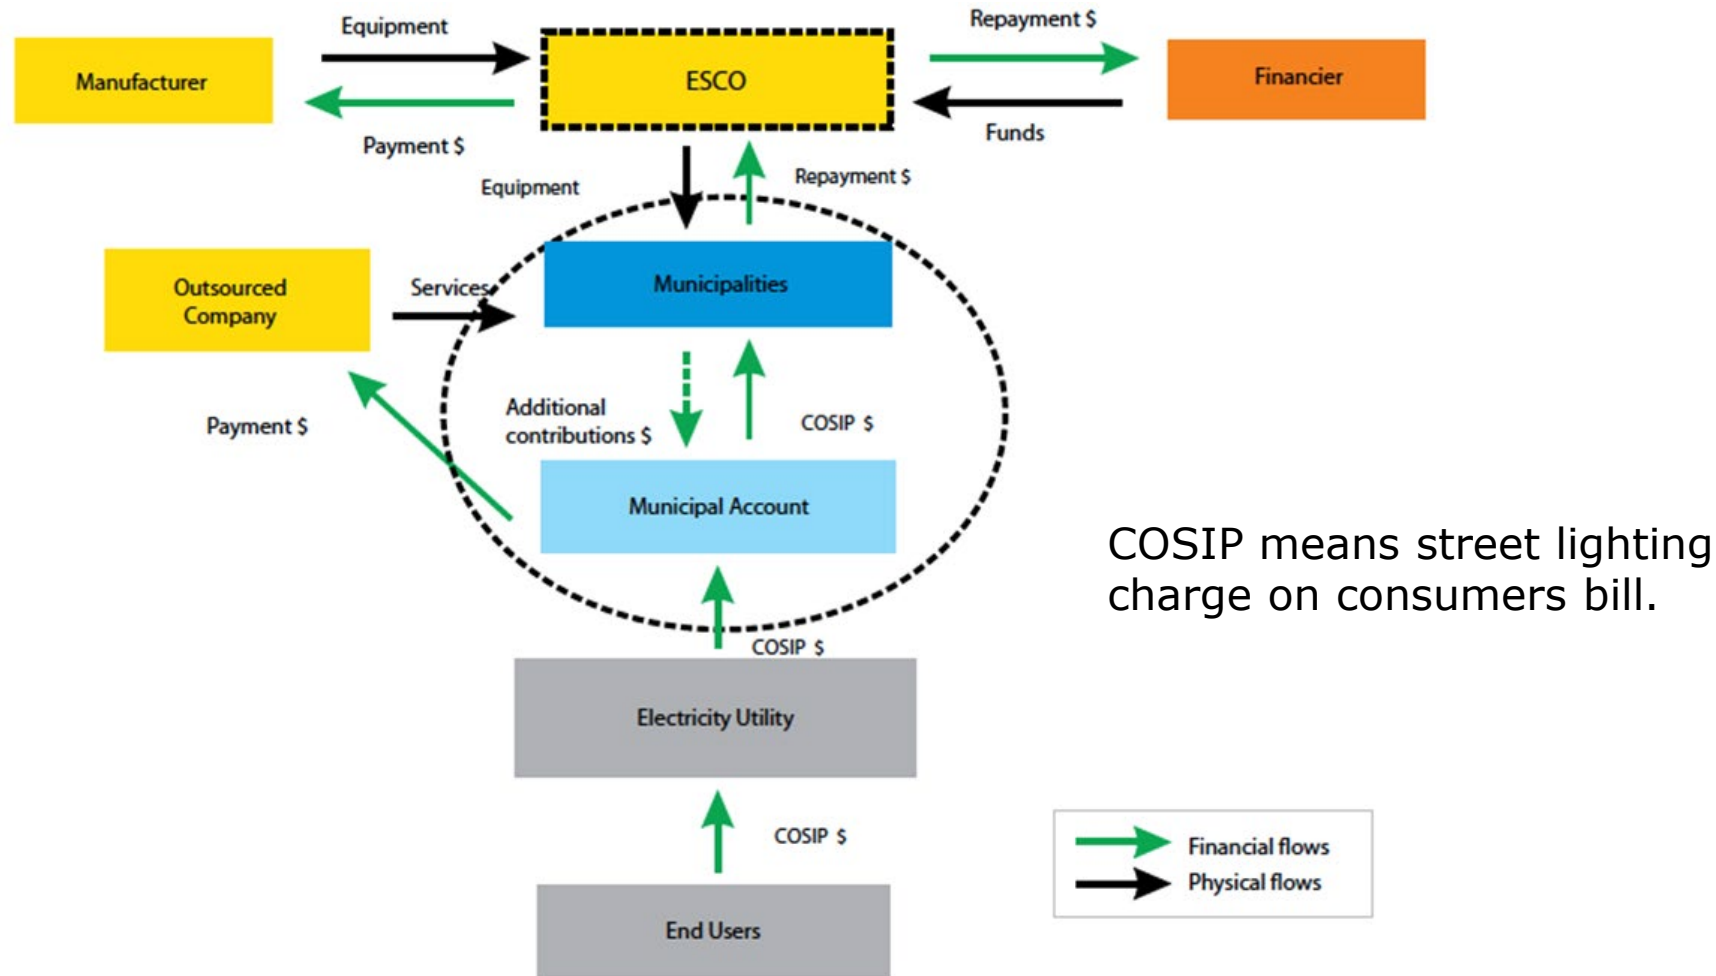 Equipment
Repayment $
Manufacturer
ESCO
Financier
Payment $
Funds
Equipment
Repayment $
Outsourced
Company
Services
Municipalities
Payment $
Additional
contributions $
COSIP $
Municipal Account
COSIP means street lighting
charge on consumers bill.
COSIP $
Electricity Utility
COSIP $
Financial flows
Physical flows
End Users